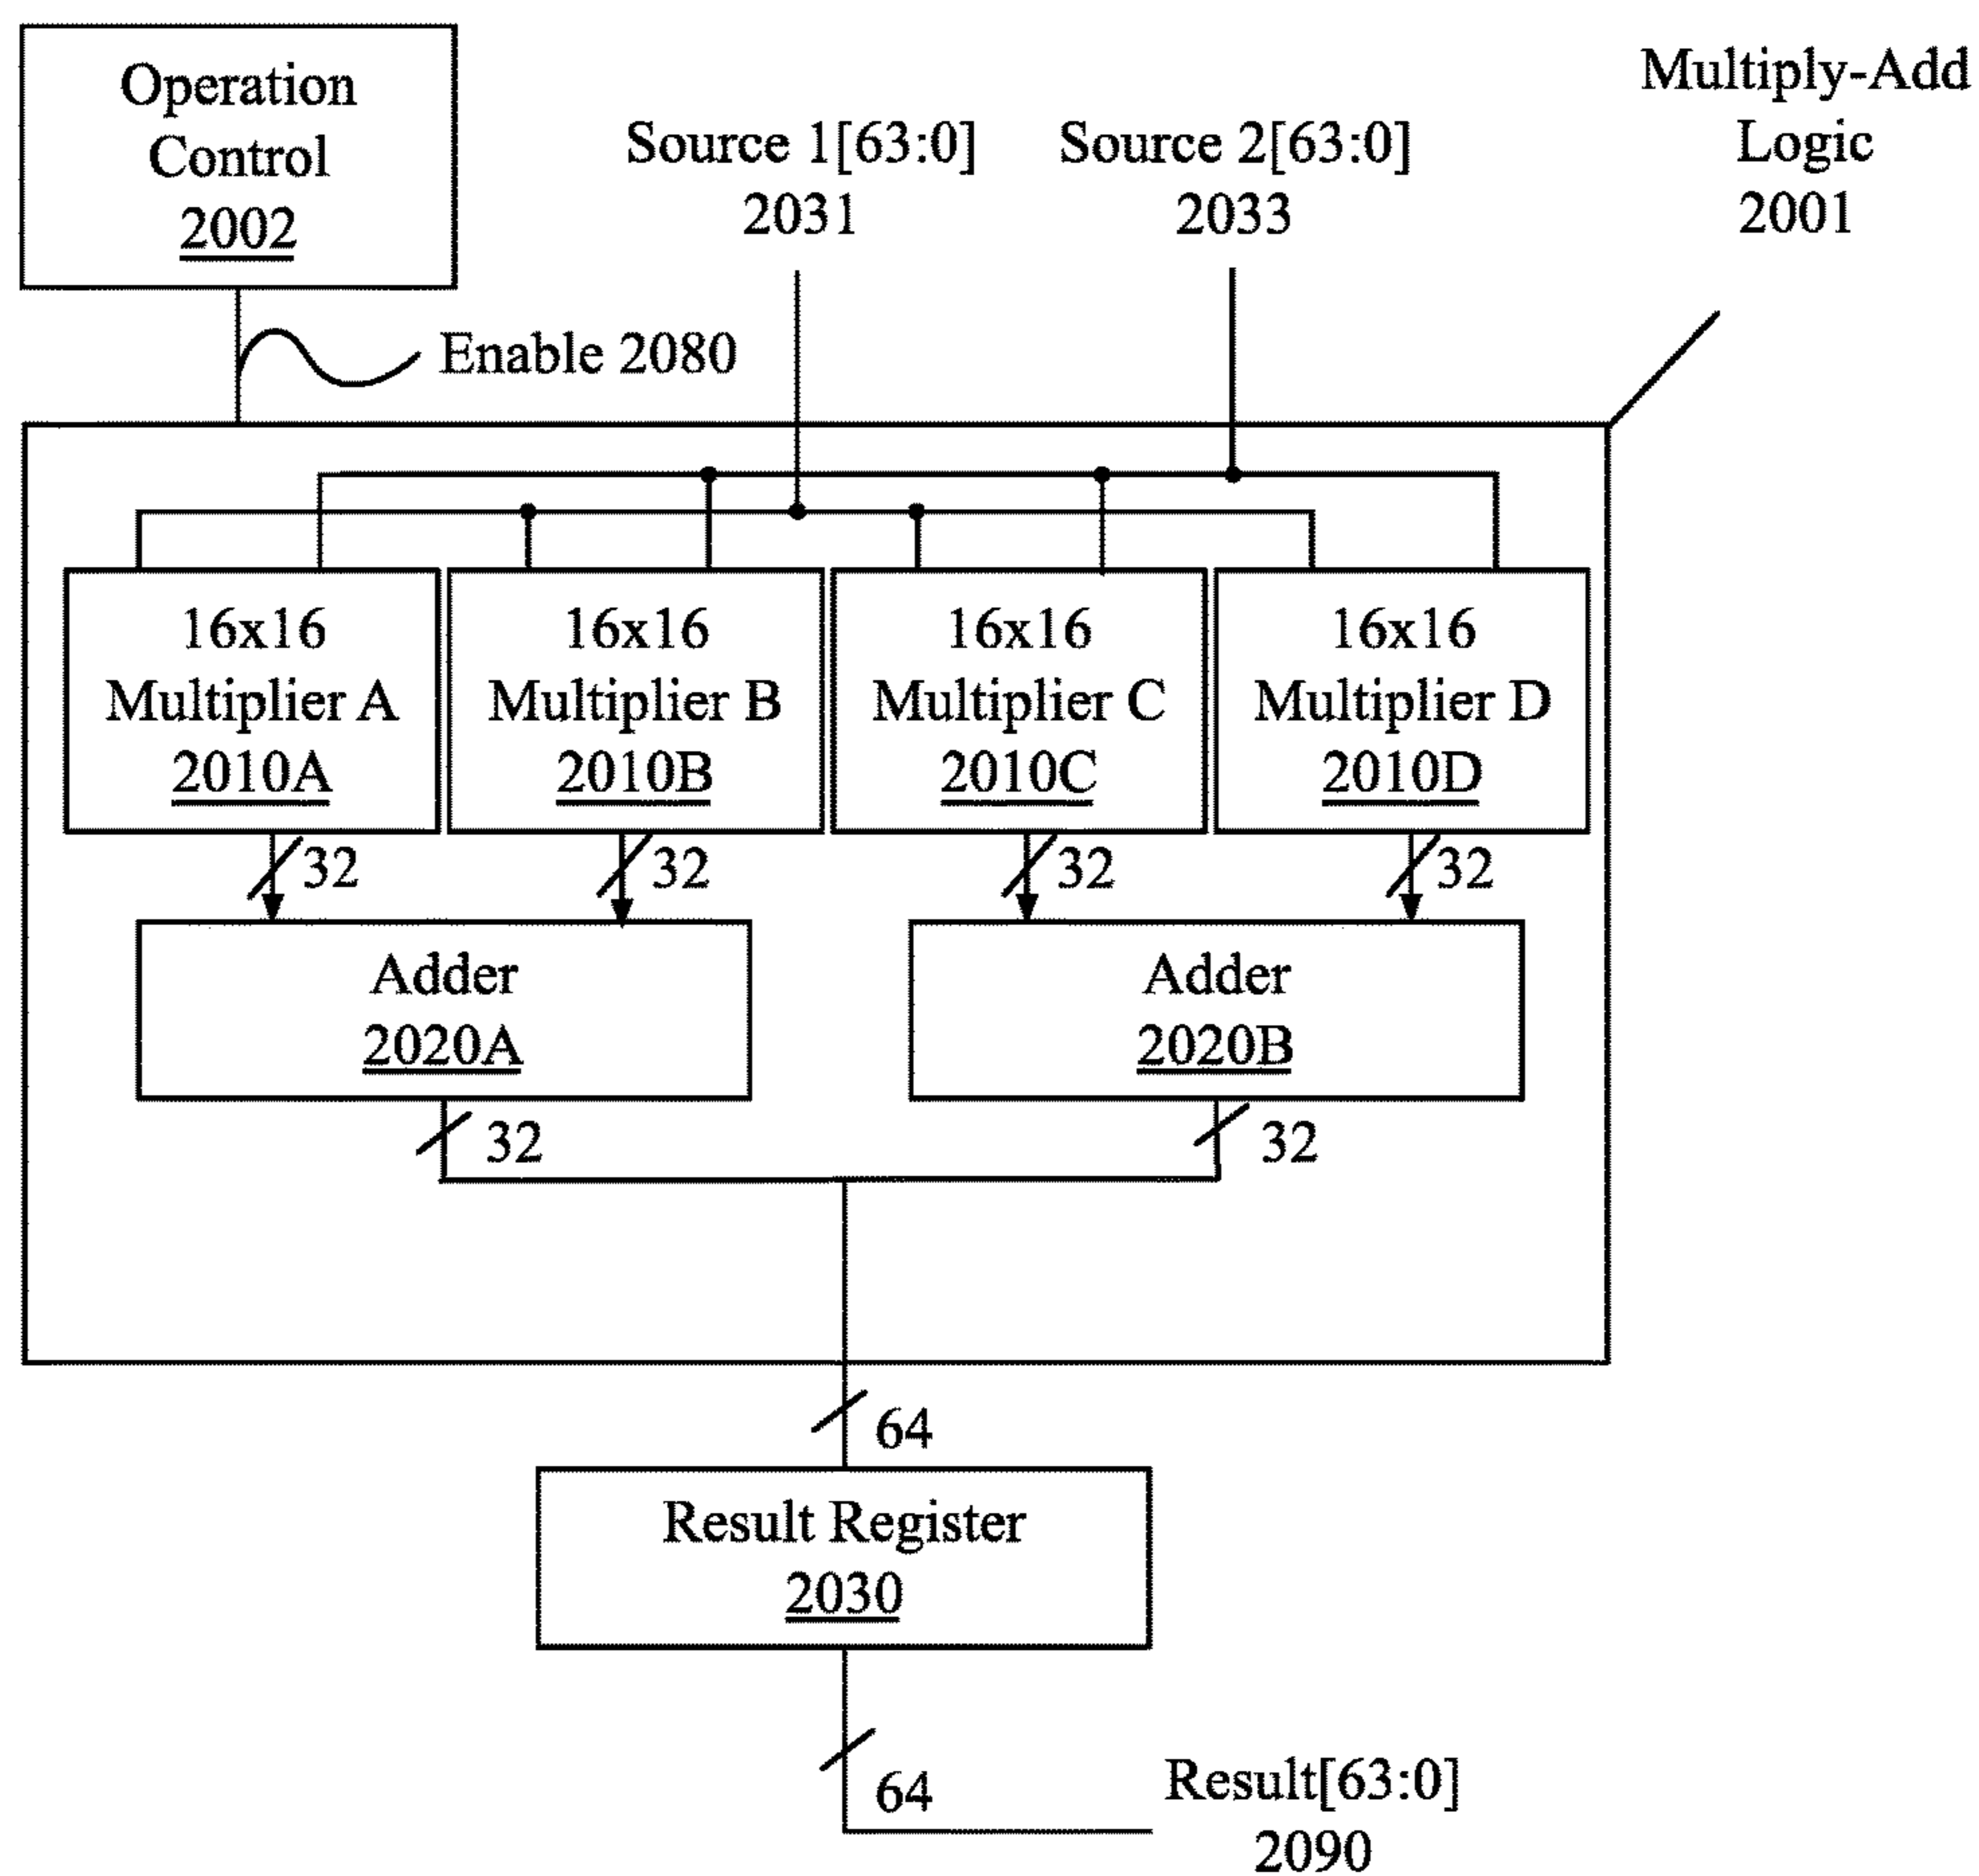 Operation
Control
2002
Source 1[63:0]
2031
Source 2[63:0]
2033
Multiply-Add
Logic
2001
Enable 2080
16x16
Multiplier A
2010A
16x16
Multiplier B
2010B
16x16
Multiplier C
2010C
16x16
Multiplier D
2010D
32
32
32
32
Adder
2020A
Adder
2020B
32
32
64
Result Register
2030
64
Result[63:0]
2090